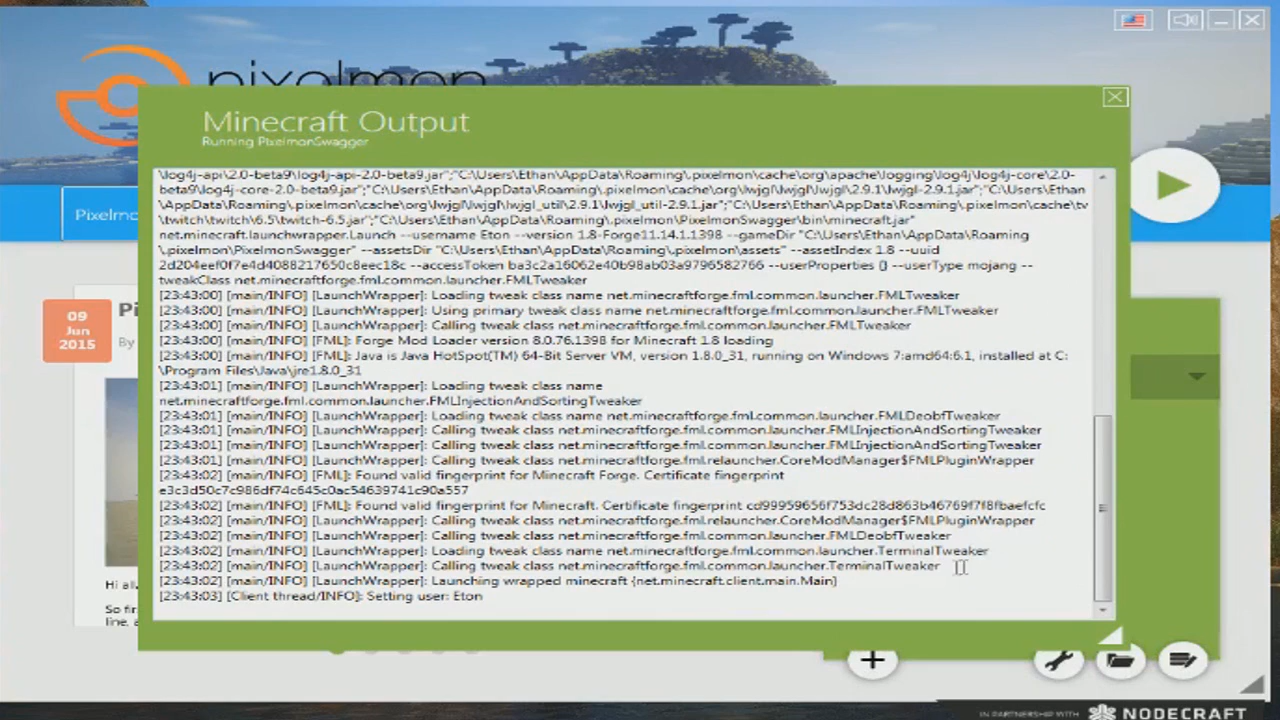 pixelmon
Minecraft Output
Running PixelmonSwagger
\log4j-api\2.0-beta9\log4j-api-2.0-beta9.jar";"C:\Users\Ethan\AppData\Roaming\.pixelmon\cache\org\apache\logging\log4j\log4j-core\2.0-
beta9\log4j-core-2.0-beta9.jar";"C:\Users\Ethan\AppData\Roaming\.pixelmon\cache\org\lwjgl\lwjgl\lwjgl\2.9.1\lwjgl-2.9.1.jar";"C:\Users\Ethan
\AppData\Roaming\.pixelmon\cache\org\lwjgl\lwjgl\lwjgl_util\2.9.1\lwjgl_util-2.9.1.jar";"C:\Users\Ethan\AppData\Roaming\.pixelmon\cache\tv
\twitch\twitch\6.5\twitch-6.5.jar";"C:\Users\Ethan\AppData\Roaming\.pixelmon\PixelmonSwagger\bin\minecraft.jar"
net.minecraft.launchwrapper.Launch --username Eton --version 1.8-Forge11.14.1.1398 --gameDir "C:\Users\Ethan\AppData\Roaming
\.pixelmon\PixelmonSwagger" --assetsDir "C:\Users\Ethan\AppData\Roaming\.pixelmon\assets" --assetIndex 1.8 --uuid
2d204eef0f7e4d4088217650c8eec18c --accessToken ba3c2a16062e40b98ab03a9796582766 --userProperties {} --userType mojang --
tweakClass net.minecraftforge.fml.common.launcher.FMLTweaker
[23:43:00] [main/INFO] [LaunchWrapper]: Loading tweak class name net.minecraftforge.fml.common.launcher.FMLTweaker
[23:43:00] [main/INFO] [LaunchWrapper]: Using primary tweak class name net.minecraftforge.fml.common.launcher.FMLTweaker
[23:43:00] [main/INFO] [LaunchWrapper]: Calling tweak class net.minecraftforge.fml.common.launcher.FMLTweaker
[23:43:00] [main/INFO] [FML]: Forge Mod Loader version 8.0.76.1398 for Minecraft 1.8 loading
[23:43:00] [main/INFO] [FML]: Java is Java HotSpot(TM) 64-Bit Server VM, version 1.8.0_31, running on Windows 7:amd64:6.1, installed at C:
\Program Files\Java\jre1.8.0_31
[23:43:01] [main/INFO] [LaunchWrapper]: Loading tweak class name
net.minecraftforge.fml.common.launcher.FMLInjectionAndSortingTweaker
[23:43:01] [main/INFO] [LaunchWrapper]: Loading tweak class name net.minecraftforge.fml.common.launcher.FMLDeobfTweaker
[23:43:01] [main/INFO] [LaunchWrapper]: Calling tweak class net.minecraftforge.fml.common.launcher.FMLInjectionAndSortingTweaker
[23:43:01] [main/INFO] [LaunchWrapper]: Calling tweak class net.minecraftforge.fml.common.launcher.FMLInjectionAndSortingTweaker
[23:43:01] [main/INFO] [LaunchWrapper]: Calling tweak class net.minecraftforge.fml.relauncher.CoreModManager$FMLPluginWrapper
[23:43:02] [main/INFO] [FML]: Found valid fingerprint for Minecraft Forge. Certificate fingerprint
e3c3d50c7c986df74c645c0ac54639741c90a557
[23:43:02] [main/INFO] [FML]: Found valid fingerprint for Minecraft. Certificate fingerprint cd99959656f753dc28d863b46769f7f8fbaefcfc
[23:43:02] [main/INFO] [LaunchWrapper]: Calling tweak class net.minecraftforge.fml.relauncher.CoreModManager$FMLPluginWrapper
[23:43:02] [main/INFO] [LaunchWrapper]: Calling tweak class net.minecraftforge.fml.common.launcher.FMLDeobfTweaker
[23:43:02] [main/INFO] [LaunchWrapper]: Loading tweak class name net.minecraftforge.fml.common.launcher.TerminalTweaker
[23:43:02] [main/INFO] [LaunchWrapper]: Calling tweak class net.minecraftforge.fml.common.launcher.TerminalTweaker
[23:43:02] [main/INFO] [LaunchWrapper]: Launching wrapped minecraft {net.minecraft.client.main.Main}
[23:43:03] [Client thread/INFO]: Setting user: Eton
Pixelmo
09
Jun
2015
Pi
By
Hi all
So fir
line, a
IN PARTNERSHIP WITH NODECRAFT